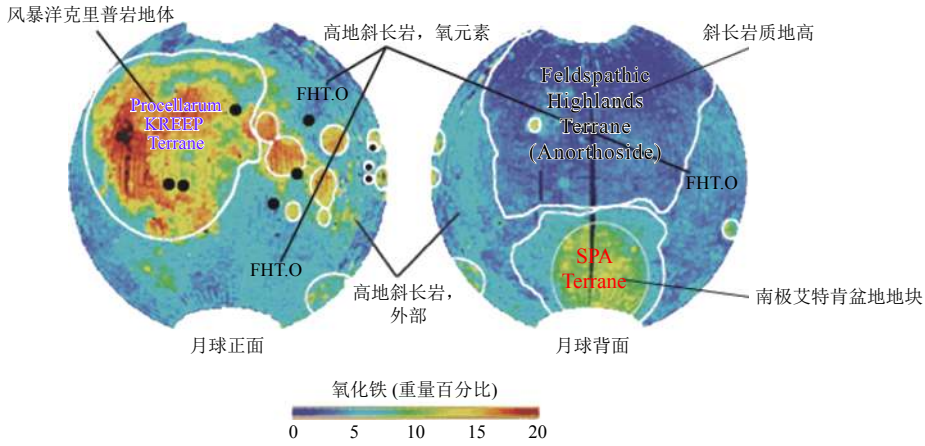 风暴洋克里普岩地体
高地斜长岩，氧元素
斜长岩质地高
FHT.O
Procellarum
KREEP
Terrane
Feldspathic
Highlands
Terrane
(Anorthoside)
FHT.O
FHT.O
SPA
Terrane
高地斜长岩，
外部
南极艾特肯盆地地块
月球正面
月球背面
氧化铁 (重量百分比)
0 5 10 15 20